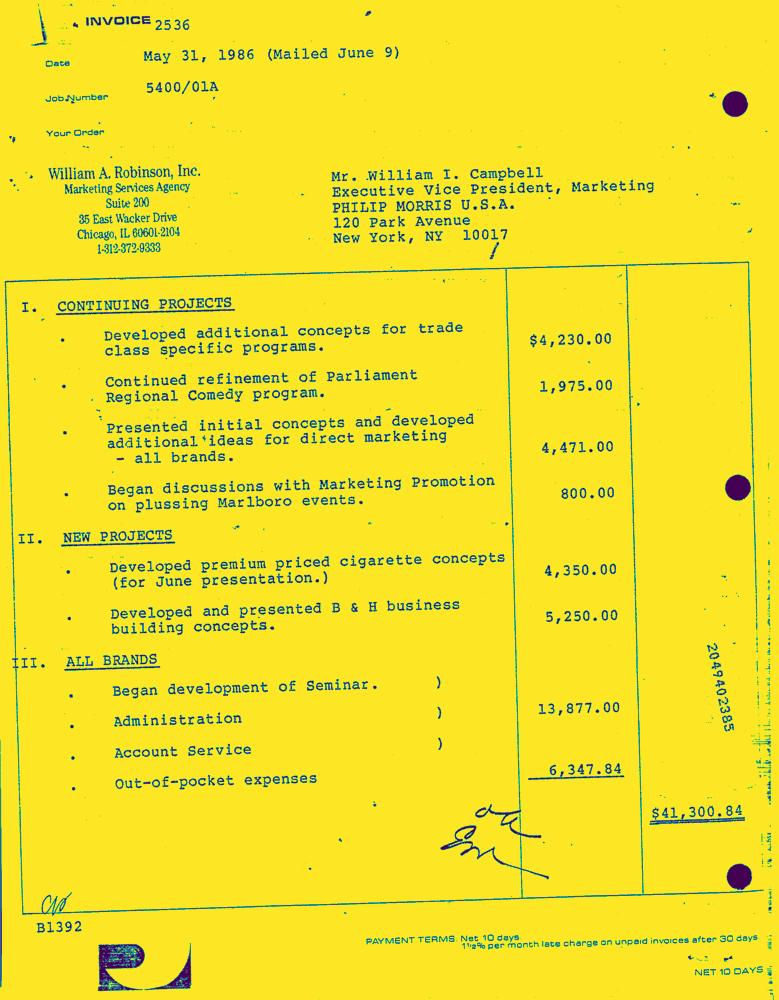 INVOICE 2536
Date May 31, 1986 (Mailed June 9)
Job Number 5400/01A
Your Order
William A. Robinson, Inc.
Marketing Services Agency
Suite 200
35 East Wacker Drive
Chicago, IL 60601-2104
1-312-372-9333
Mr. William I. Campbell
Executive Vice President, Marketing
PHILIP MORRIS U.S.A.
120 Park Avenue
New York, NY 10017
I. CONTINUING PROJECTS
. Developed additional concepts for trade
class specific programs. $4,230.00
. Continued refinement of Parliament
Regional Comedy program. 1,975.00
. Presented initial concepts and developed
additional ideas for direct marketing
- all brands. 4,471.00
. Began discussions with Marketing Promotion
on plussing Marlboro events. 800.00
II. NEW PROJECTS
. Developed premium priced cigarette concepts
(for June presentation.) 4,350.00
. Developed and presented B & H business
building concepts. 5,250.00
III. ALL BRANDS
. Began development of Seminar. )
. Administration ) 13,877.00
. Account Service )
. Out-of-pocket expenses 6,347.84
$41,300.84
2049402385
B1392
PAYMENT TERMS: Net 10 days
1½% per month late charge on unpaid invoices after 30 days
NET 10 DAYS